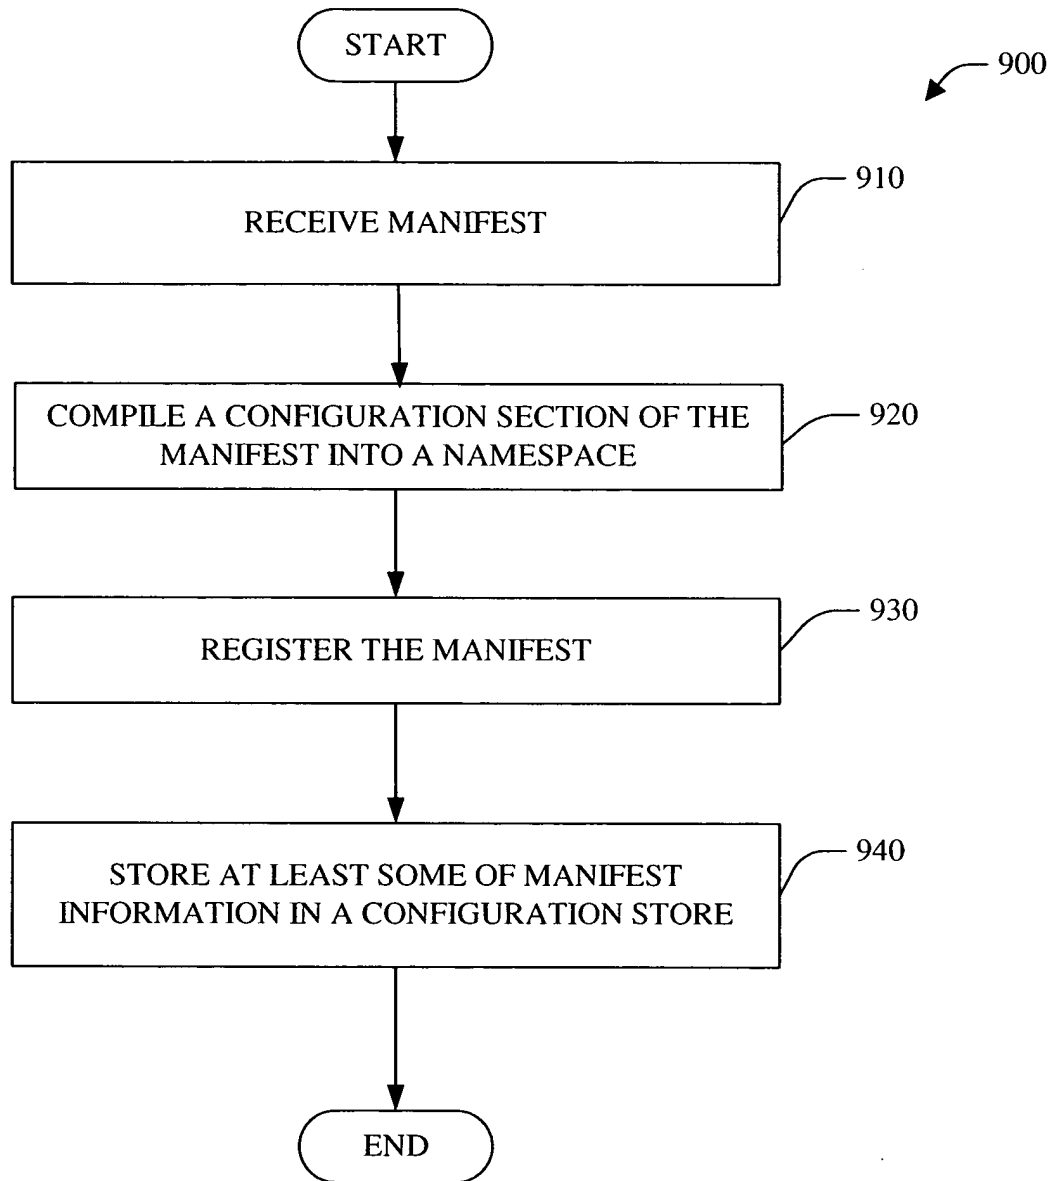 START
900
RECEIVE MANIFEST
910
COMPILE A CONFIGURATION SECTION OF THE
MANIFEST INTO A NAMESPACE
920
REGISTER THE MANIFEST
930
STORE AT LEAST SOME OF MANIFEST
INFORMATION IN A CONFIGURATION STORE
940
END